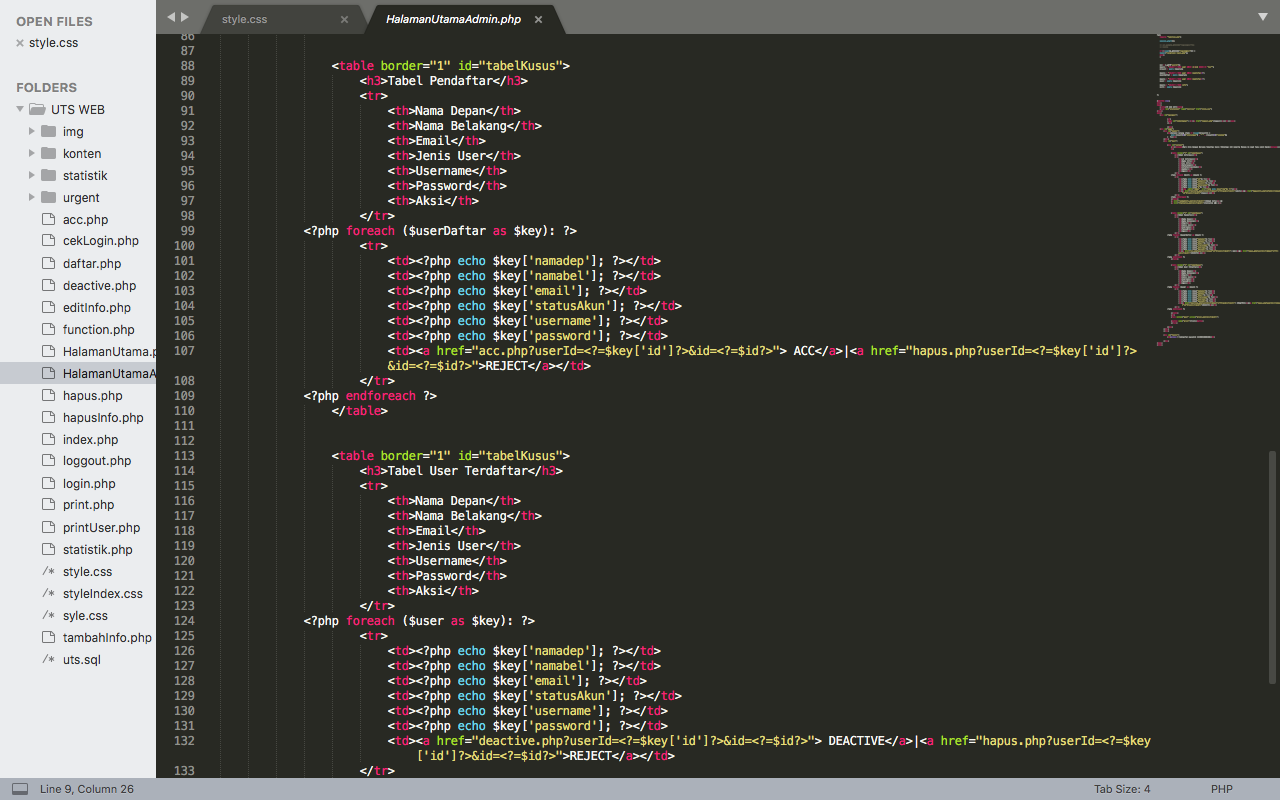 OPEN FILES
style.css
FOLDERS
UTS WEB
img
konten
statistik
urgent
acc.php
cekLogin.php
daftar.php
deactive.php
editInfo.php
function.php
HalamanUtama.p
HalamanUtamaA
hapus.php
hapusInfo.php
index.php
loggout.php
login.php
print.php
printUser.php
statistik.php
/* style.css
/* styleIndex.css
/* syle.css
tambahInfo.php
/* uts.sql
style.css
HalamanUtamaAdmin.php
86
87
88 <table border="1" id="tabelKusus">
89 <h3>Tabel Pendaftar</h3>
90 <tr>
91 <th>Nama Depan</th>
92 <th>Nama Belakang</th>
93 <th>Email</th>
94 <th>Jenis User</th>
95 <th>Username</th>
96 <th>Password</th>
97 <th>Aksi</th>
98 </tr>
99 <?php foreach ($userDaftar as $key): ?>
100 <tr>
101 <td><?php echo $key['namadep']; ?></td>
102 <td><?php echo $key['namabel']; ?></td>
103 <td><?php echo $key['email']; ?></td>
104 <td><?php echo $key['statusAkun']; ?></td>
105 <td><?php echo $key['username']; ?></td>
106 <td><?php echo $key['password']; ?></td>
107 <td><a href="acc.php?userId=<?=$key['id']?>&id=<?=$id?>"> ACC</a>|<a href="hapus.php?userId=<?=$key['id']?>
&id=<?=$id?>">REJECT</a></td>
108 </tr>
109 <?php endforeach ?>
110 </table>
111
112
113 <table border="1" id="tabelKusus">
114 <h3>Tabel User Terdaftar</h3>
115 <tr>
116 <th>Nama Depan</th>
117 <th>Nama Belakang</th>
118 <th>Email</th>
119 <th>Jenis User</th>
120 <th>Username</th>
121 <th>Password</th>
122 <th>Aksi</th>
123 </tr>
124 <?php foreach ($user as $key): ?>
125 <tr>
126 <td><?php echo $key['namadep']; ?></td>
127 <td><?php echo $key['namabel']; ?></td>
128 <td><?php echo $key['email']; ?></td>
129 <td><?php echo $key['statusAkun']; ?></td>
130 <td><?php echo $key['username']; ?></td>
131 <td><?php echo $key['password']; ?></td>
132 <td><a href="deactive.php?userId=<?=$key['id']?>&id=<?=$id?>"> DEACTIVE</a>|<a href="hapus.php?userId=<?=$key
['id']?>&id=<?=$id?>">REJECT</a></td>
133 </tr>
Line 9, Column 26
Tab Size: 4
PHP